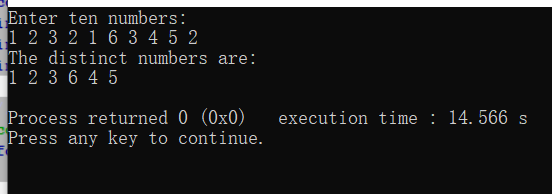 Enter ten numbers:
1 2 3 2 1 6 3 4 5 2
The distinct numbers are:
1 2 3 6 4 5
Process returned 0 (0x0)   execution time : 14.566 s
Press any key to continue.